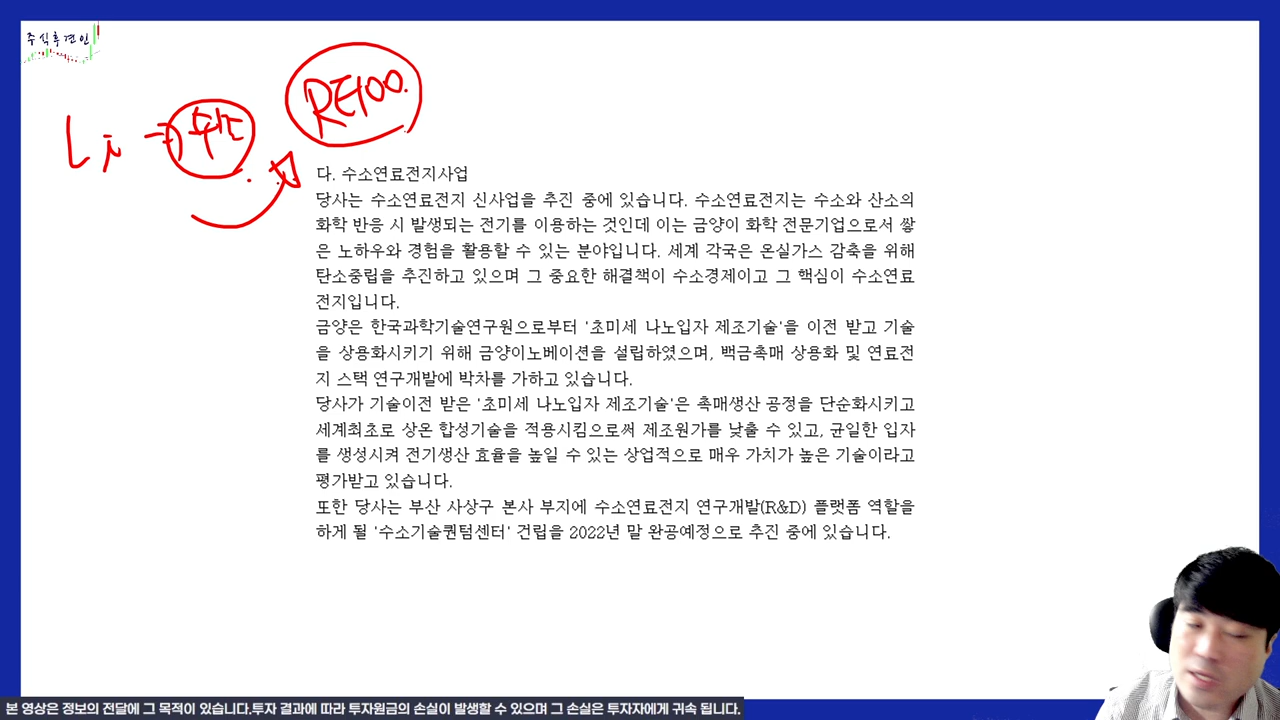 주식후견인
RE100.
Li → 수소
다. 수소연료전지사업
당사는 수소연료전지 신사업을 추진 중에 있습니다. 수소연료전지는 수소와 산소의
화학 반응 시 발생되는 전기를 이용하는 것인데 이는 금양이 화학 전문기업으로서 쌓
은 노하우와 경험을 활용할 수 있는 분야입니다. 세계 각국은 온실가스 감축을 위해
탄소중립을 추진하고 있으며 그 중요한 해결책이 수소경제이고 그 핵심이 수소연료
전지입니다.
금양은 한국과학기술연구원으로부터 '초미세 나노입자 제조기술'을 이전 받고 기술
을 상용화시키기 위해 금양이노베이션을 설립하였으며, 백금촉매 상용화 및 연료전
지 스택 연구개발에 박차를 가하고 있습니다.
당사가 기술이전 받은 '초미세 나노입자 제조기술'은 촉매생산 공정을 단순화시키고
세계최초로 상온 합성기술을 적용시킴으로써 제조원가를 낮출 수 있고, 균일한 입자
를 생성시켜 전기생산 효율을 높일 수 있는 상업적으로 매우 가치가 높은 기술이라고
평가받고 있습니다.
또한 당사는 부산 사상구 본사 부지에 수소연료전지 연구개발(R&D) 플랫폼 역할을
하게 될 '수소기술퀀텀센터' 건립을 2022년 말 완공예정으로 추진 중에 있습니다.
본 영상은 정보의 전달에 그 목적이 있습니다.투자 결과에 따라 투자원금의 손실이 발생할 수 있으며 그 손실은 투자자에게 귀속 됩니다.